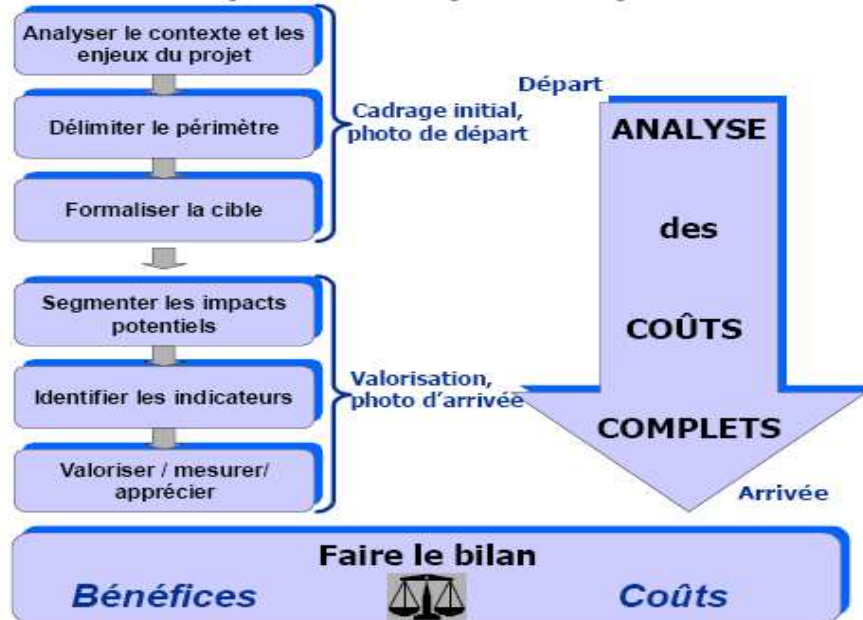 Analyser le contexte et les
enjeux du projet
Délimiter le périmètre
Formaliser la cible
Cadrage initial,
photo de départ
Segmenter les impacts
potentiels
Identifier les indicateurs
Valoriser / mesurer/
apprécier
Valorisation,
photo d'arrivée
Départ
ANALYSE
des
COÛTS
COMPLETS
Arrivée
Faire le bilan
Bénéfices
Coûts